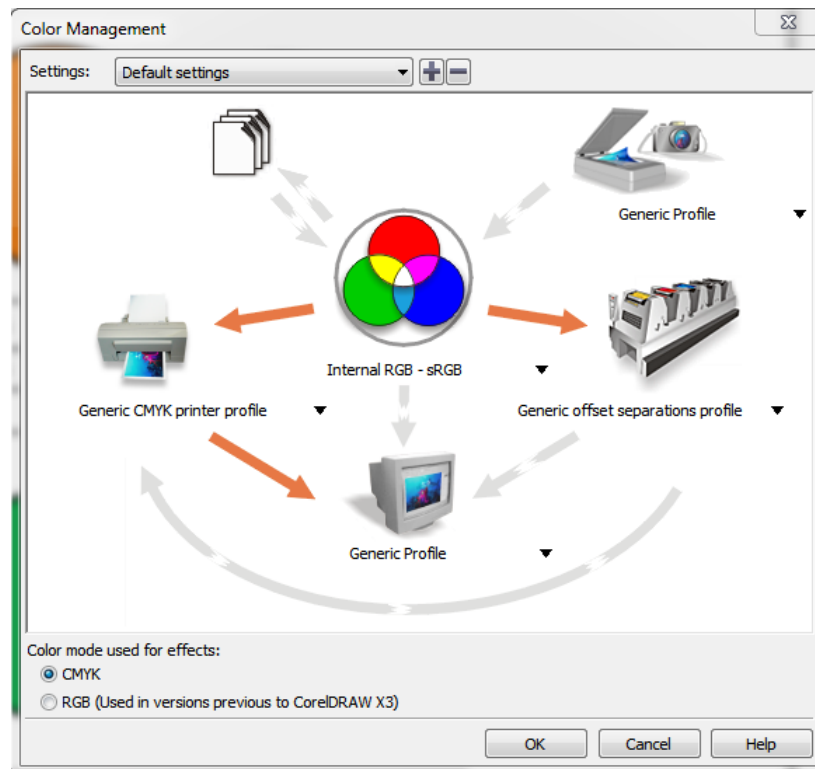 Color Management
Settings: Default settings
Generic Profile
Internal RGB - sRGB
Generic CMYK printer profile
Generic offset separations profile
Generic Profile
Color mode used for effects:
CMYK
RGB (Used in versions previous to CorelDRAW X3)
OK Cancel Help